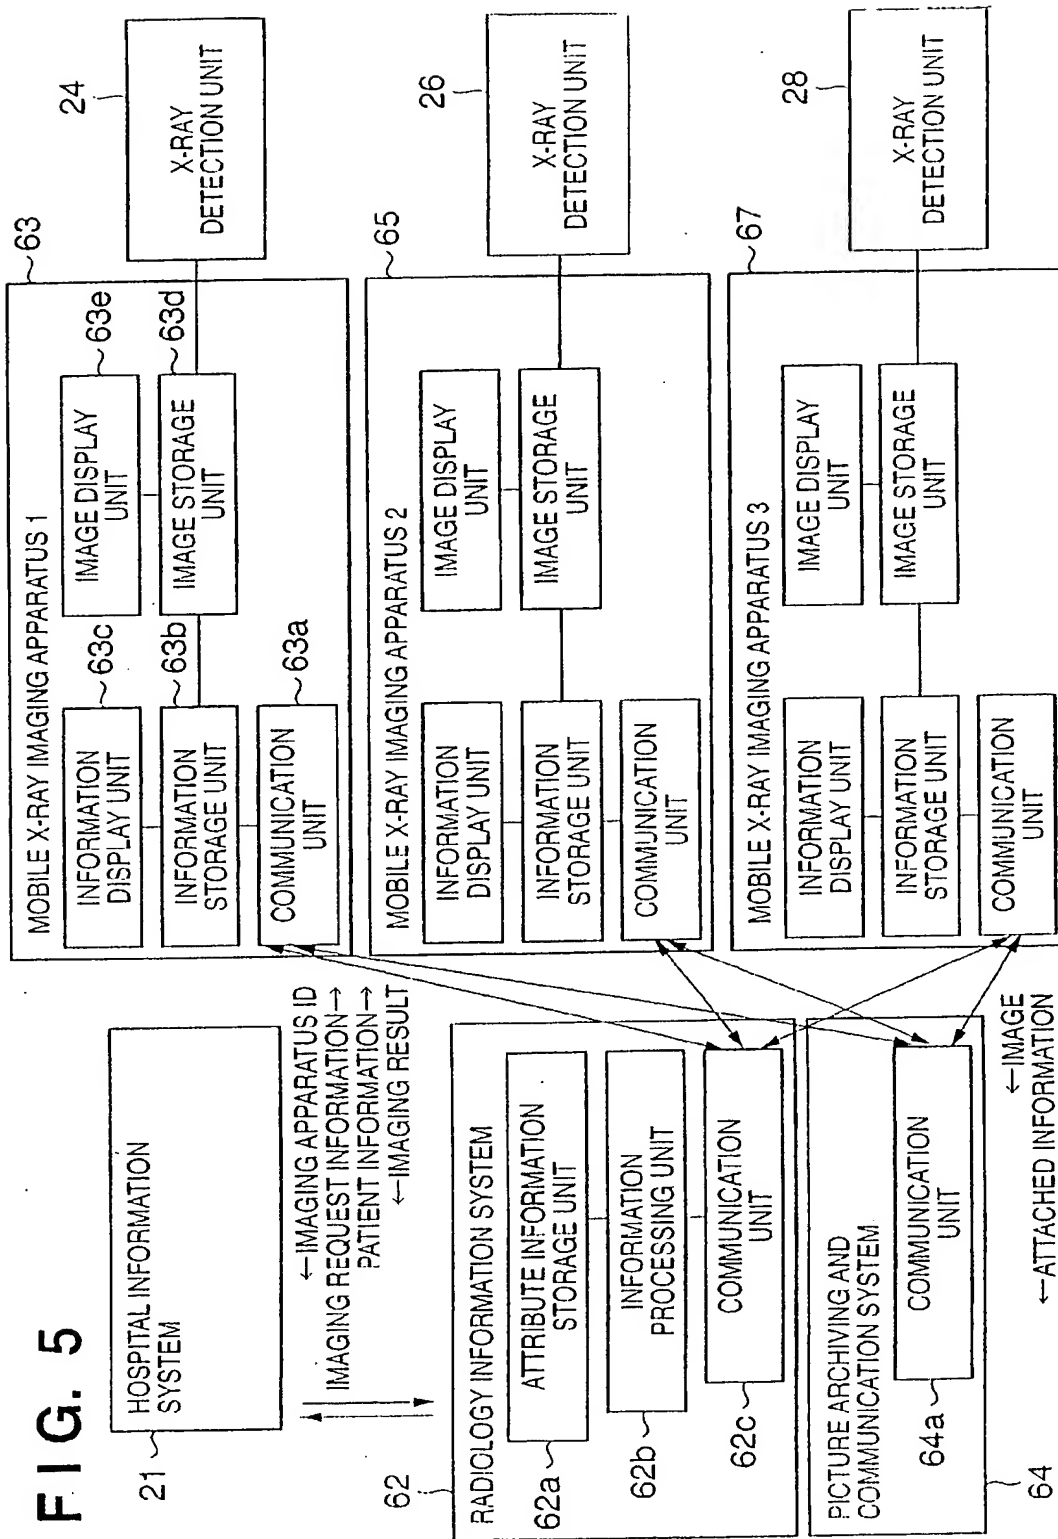 FIG. 5
21
HOSPITAL INFORMATION
SYSTEM
←IMAGING APPARATUS ID
IMAGING REQUEST INFORMATION→
PATIENT INFORMATION→
←IMAGING RESULT
62
RADIOLOGY INFORMATION SYSTEM
62a
ATTRIBUTE INFORMATION
STORAGE UNIT
62b
INFORMATION
PROCESSING UNIT
62c
COMMUNICATION
UNIT
64
PICTURE ARCHIVING AND
COMMUNICATION SYSTEM
64a
COMMUNICATION
UNIT
←IMAGE
←ATTACHED INFORMATION
63
MOBILE X-RAY IMAGING APPARATUS 1
63c
INFORMATION
DISPLAY UNIT
63b
INFORMATION
STORAGE UNIT
63a
COMMUNICATION
UNIT
63e
IMAGE DISPLAY
UNIT
63d
IMAGE STORAGE
UNIT
24
X-RAY
DETECTION UNIT
65
MOBILE X-RAY IMAGING APPARATUS 2
INFORMATION
DISPLAY UNIT
INFORMATION
STORAGE UNIT
COMMUNICATION
UNIT
IMAGE DISPLAY
UNIT
IMAGE STORAGE
UNIT
26
X-RAY
DETECTION UNIT
67
MOBILE X-RAY IMAGING APPARATUS 3
INFORMATION
DISPLAY UNIT
INFORMATION
STORAGE UNIT
COMMUNICATION
UNIT
IMAGE DISPLAY
UNIT
IMAGE STORAGE
UNIT
28
X-RAY
DETECTION UNIT